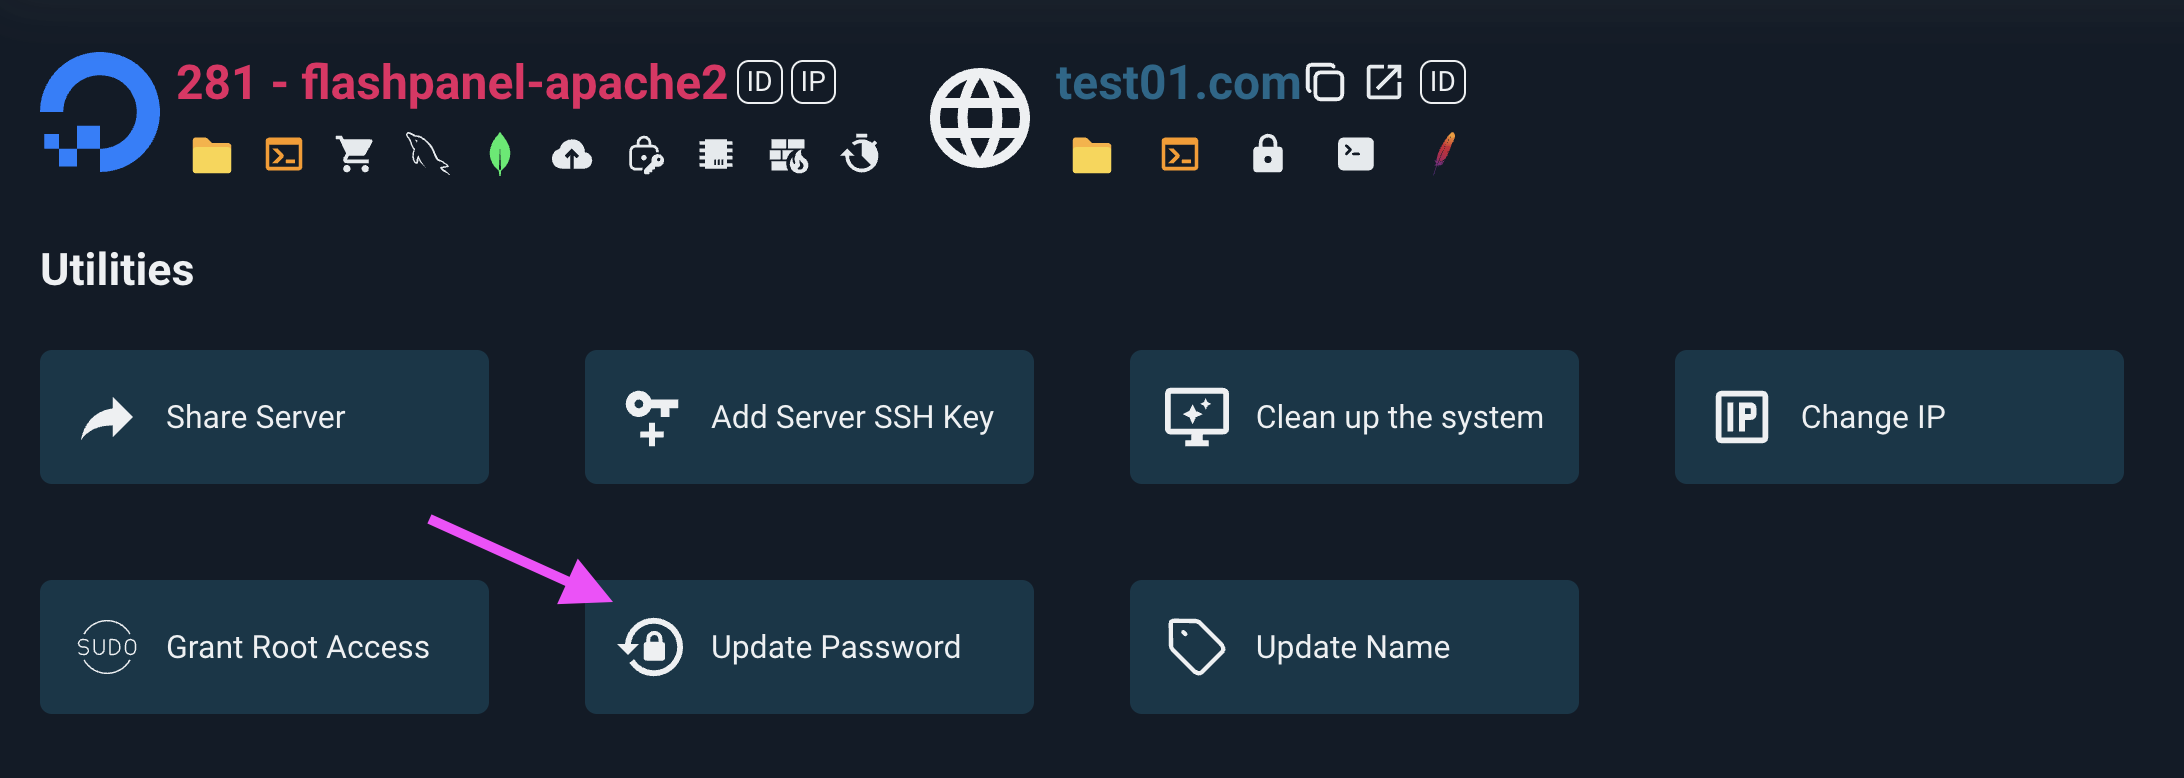 281 - flashpanel-apache2 ID IP
test01.com ID
Utilities
Share Server
Add Server SSH Key
Clean up the system
IP Change IP
SUDO Grant Root Access
Update Password
Update Name